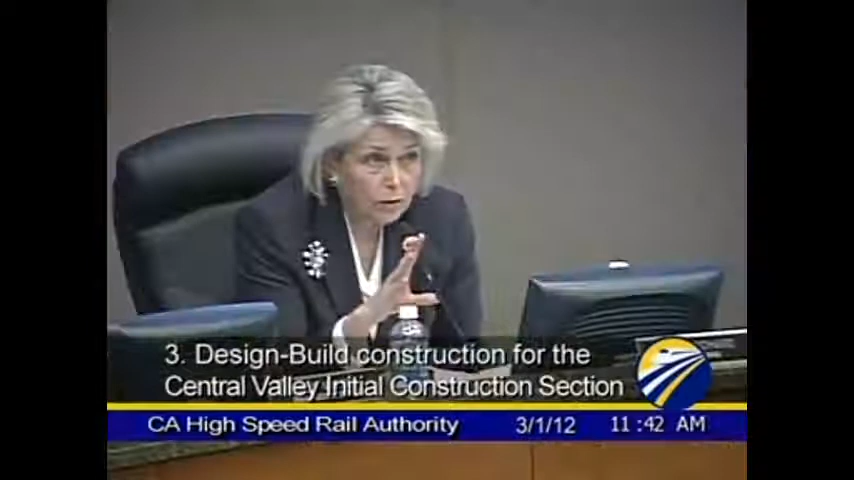 3. Design-Build construction for the
Central Valley Initial Construction Section
CA High Speed Rail Authority 3/1/12 11:42 AM